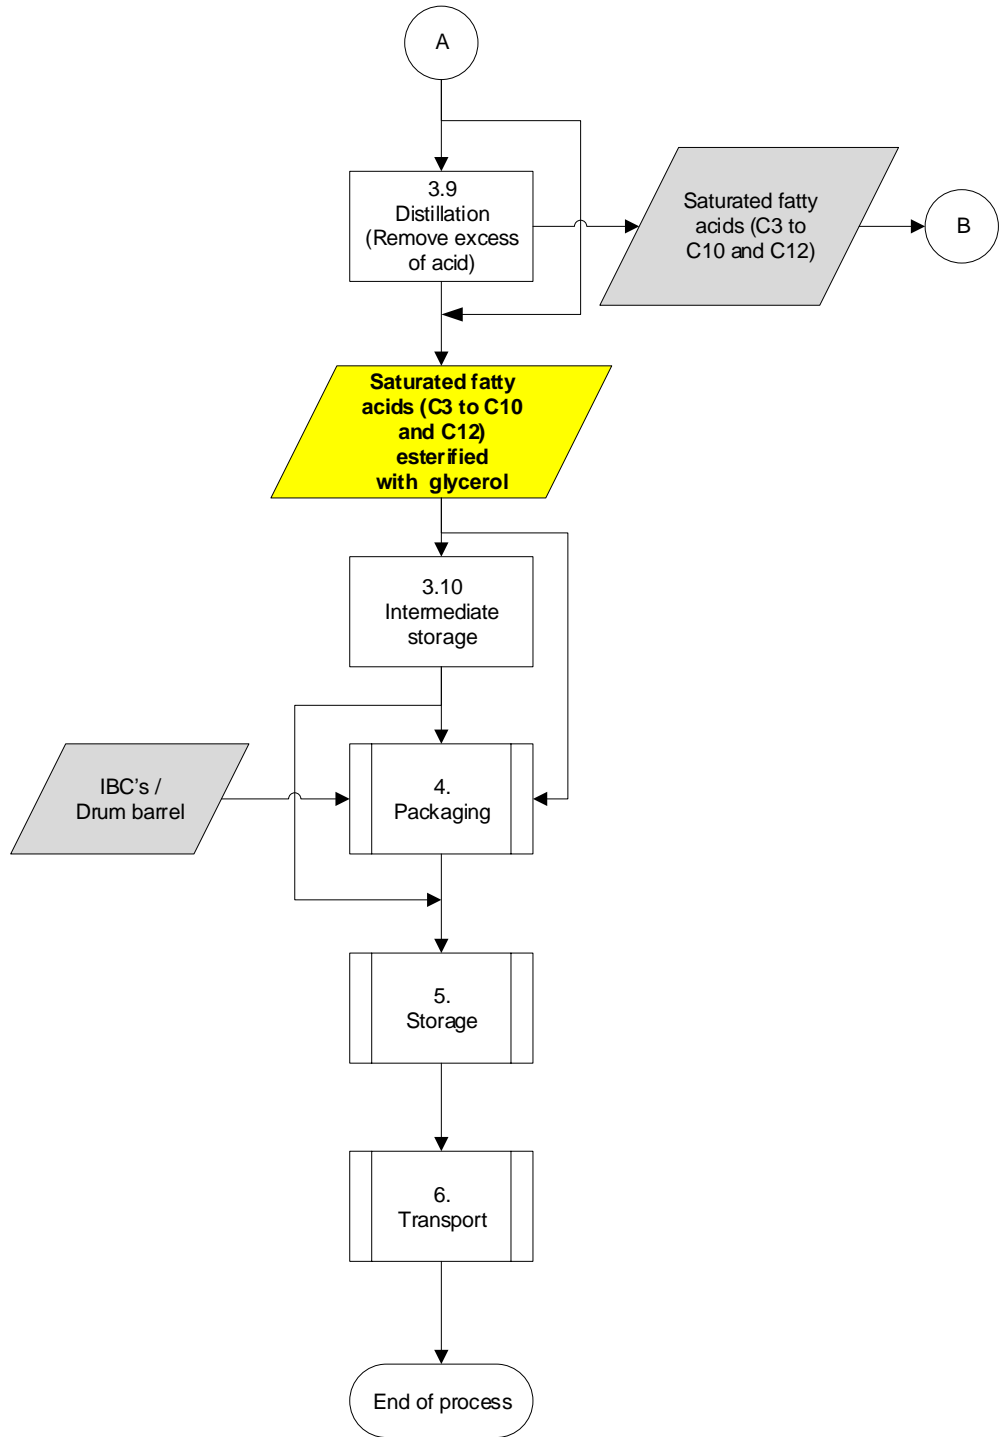 A
3.9
Distillation
(Remove excess
of acid)
Saturated fatty
acids (C3 to
C10 and C12)
B
Saturated fatty
acids (C3 to C10
and C12)
esterified
with glycerol
3.10
Intermediate
storage
IBC's /
Drum barrel
4.
Packaging
5.
Storage
6.
Transport
End of process